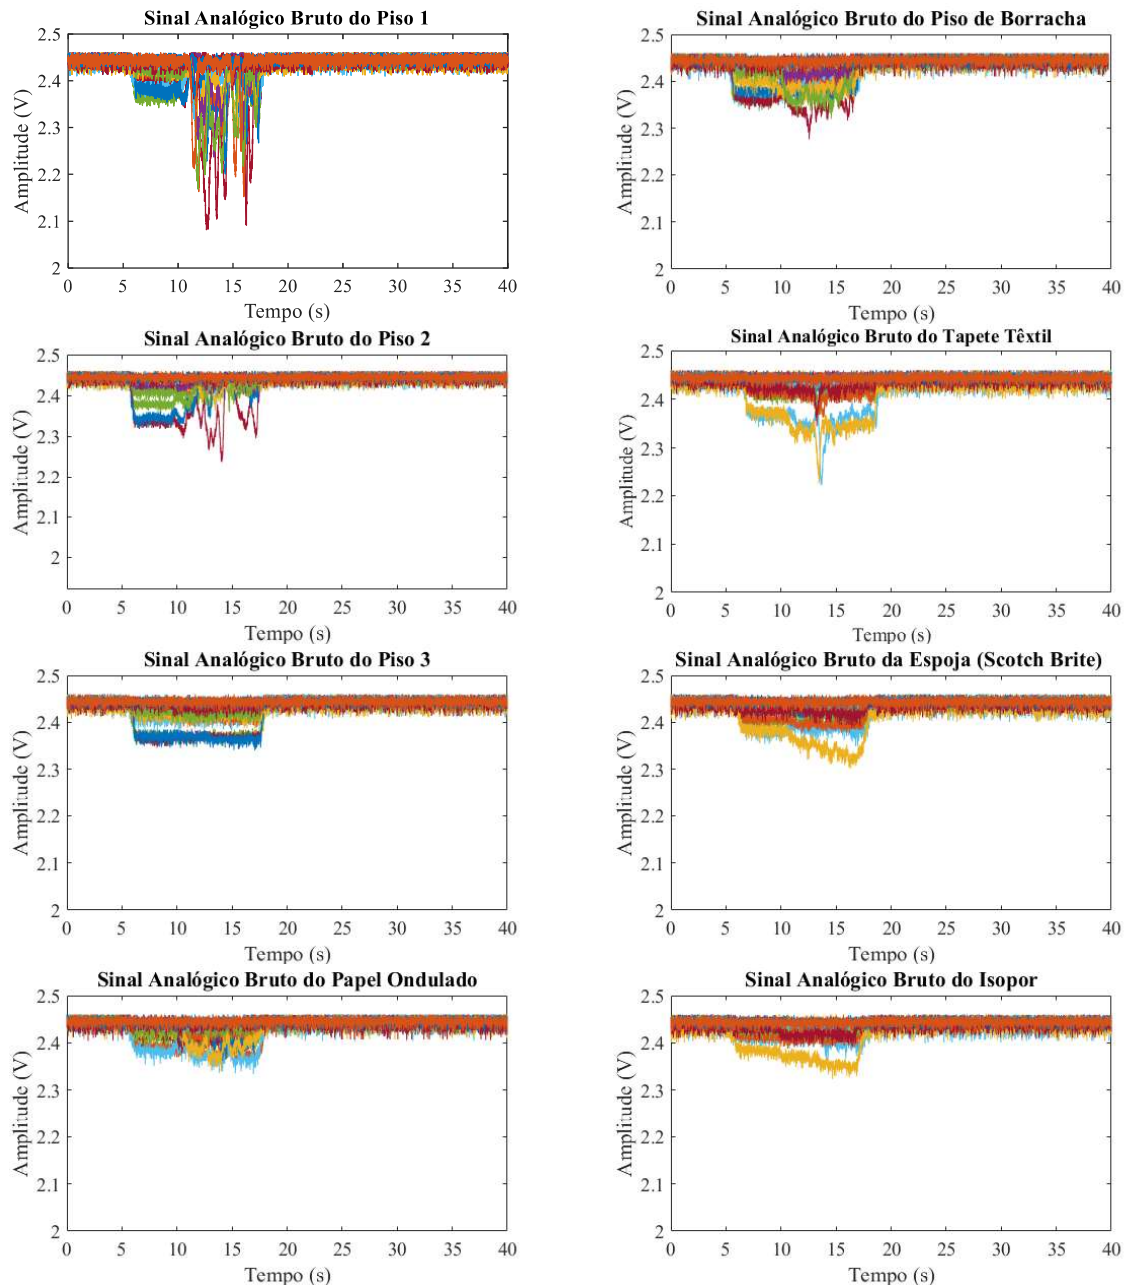 Sinal Analógico Bruto do Piso 1
2.5
2.4
2.3
2.2
2.1
2
Amplitude (V)
0 5 10 15 20 25 30 35 40
Tempo (s)
Sinal Analógico Bruto do Piso de Borracha
2.5
2.4
2.3
2.2
2.1
2
Amplitude (V)
0 5 10 15 20 25 30 35 40
Tempo (s)
Sinal Analógico Bruto do Piso 2
2.5
2.4
2.3
2.2
2.1
2
Amplitude (V)
0 5 10 15 20 25 30 35 40
Tempo (s)
Sinal Analógico Bruto do Tapete Têxtil
2.5
2.4
2.3
2.2
2.1
2
Amplitude (V)
0 5 10 15 20 25 30 35 40
Tempo (s)
Sinal Analógico Bruto do Piso 3
2.5
2.4
2.3
2.2
2.1
2
Amplitude (V)
0 5 10 15 20 25 30 35 40
Tempo (s)
Sinal Analógico Bruto da Espoja (Scotch Brite)
2.5
2.4
2.3
2.2
2.1
2
Amplitude (V)
0 5 10 15 20 25 30 35 40
Tempo (s)
Sinal Analógico Bruto do Papel Ondulado
2.5
2.4
2.3
2.2
2.1
2
Amplitude (V)
0 5 10 15 20 25 30 35 40
Tempo (s)
Sinal Analógico Bruto do Isopor
2.5
2.4
2.3
2.2
2.1
2
Amplitude (V)
0 5 10 15 20 25 30 35 40
Tempo (s)